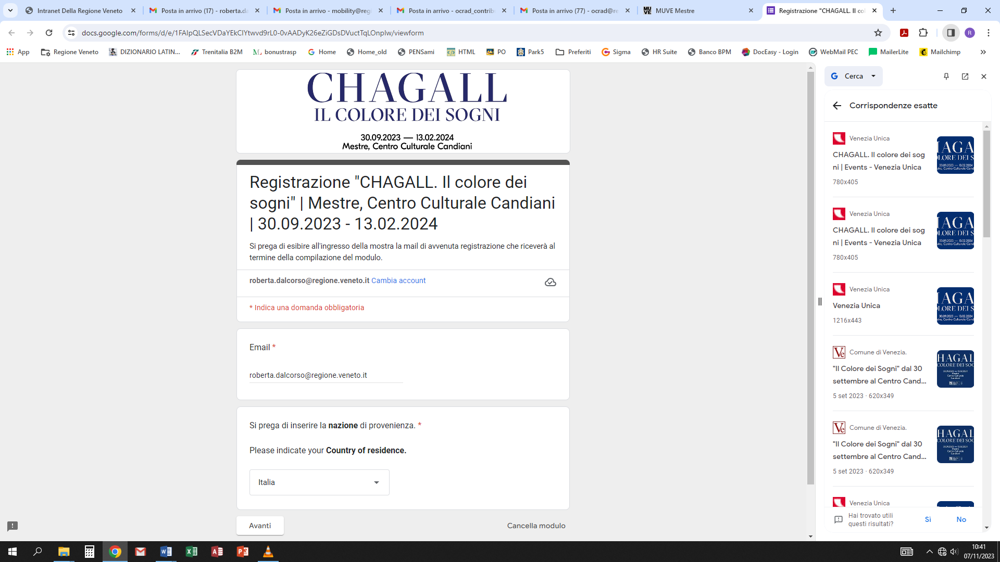 Intranet Della Regione Veneto
Posta in arrivo (17) - roberta.da
Posta in arrivo - mobility@regi
Posta in arrivo - ocrad_contrib
Posta in arrivo (77) - ocrad@re
MUVE Mestre
Registrazione "CHAGALL. Il col
docs.google.com/forms/d/e/1FAIpQLSecVDaYEkCIYtwvd9rL0-0vAADyK26eZiGDsDVuctTqLOnpIw/viewform
App
Regione Veneto
DIZIONARIO LATIN...
Trenitalia B2M
bonustrasp
Home
Home_old
PENSami
HTML
PO
Park5
Preferiti
Sigma
HR Suite
Banco BPM
DocEasy - Login
WebMail PEC
MailerLite
Mailchimp
CHAGALL
IL COLORE DEI SOGNI
30.09.2023 — 13.02.2024
Mestre, Centro Culturale Candiani
Registrazione "CHAGALL. Il colore dei
sogni" | Mestre, Centro Culturale Candiani
| 30.09.2023 - 13.02.2024
Si prega di esibire all'ingresso della mostra la mail di avvenuta registrazione che riceverà al
termine della compilazione del modulo.
roberta.dalcorso@regione.veneto.it Cambia account
* Indica una domanda obbligatoria
Email *
roberta.dalcorso@regione.veneto.it
Si prega di inserire la nazione di provenienza. *
Please indicate your Country of residence.
Italia
Avanti
Cancella modulo
Cerca
Corrispondenze esatte
Venezia Unica
CHAGALL. Il colore dei sog
ni | Events - Venezia Unica
780x405
Venezia Unica
CHAGALL. Il colore dei sog
ni | Events - Venezia Unica
780x405
Venezia Unica
Venezia Unica
1216x443
Comune di Venezia.
"Il Colore dei Sogni" dal 30
settembre al Centro Cand...
5 set 2023 · 620x349
Comune di Venezia.
"Il Colore dei Sogni" dal 30
settembre al Centro Cand...
5 set 2023 · 620x349
Venezia Unica
Hai trovato utili
questi risultati?
Sì
No
10:41
07/11/2023